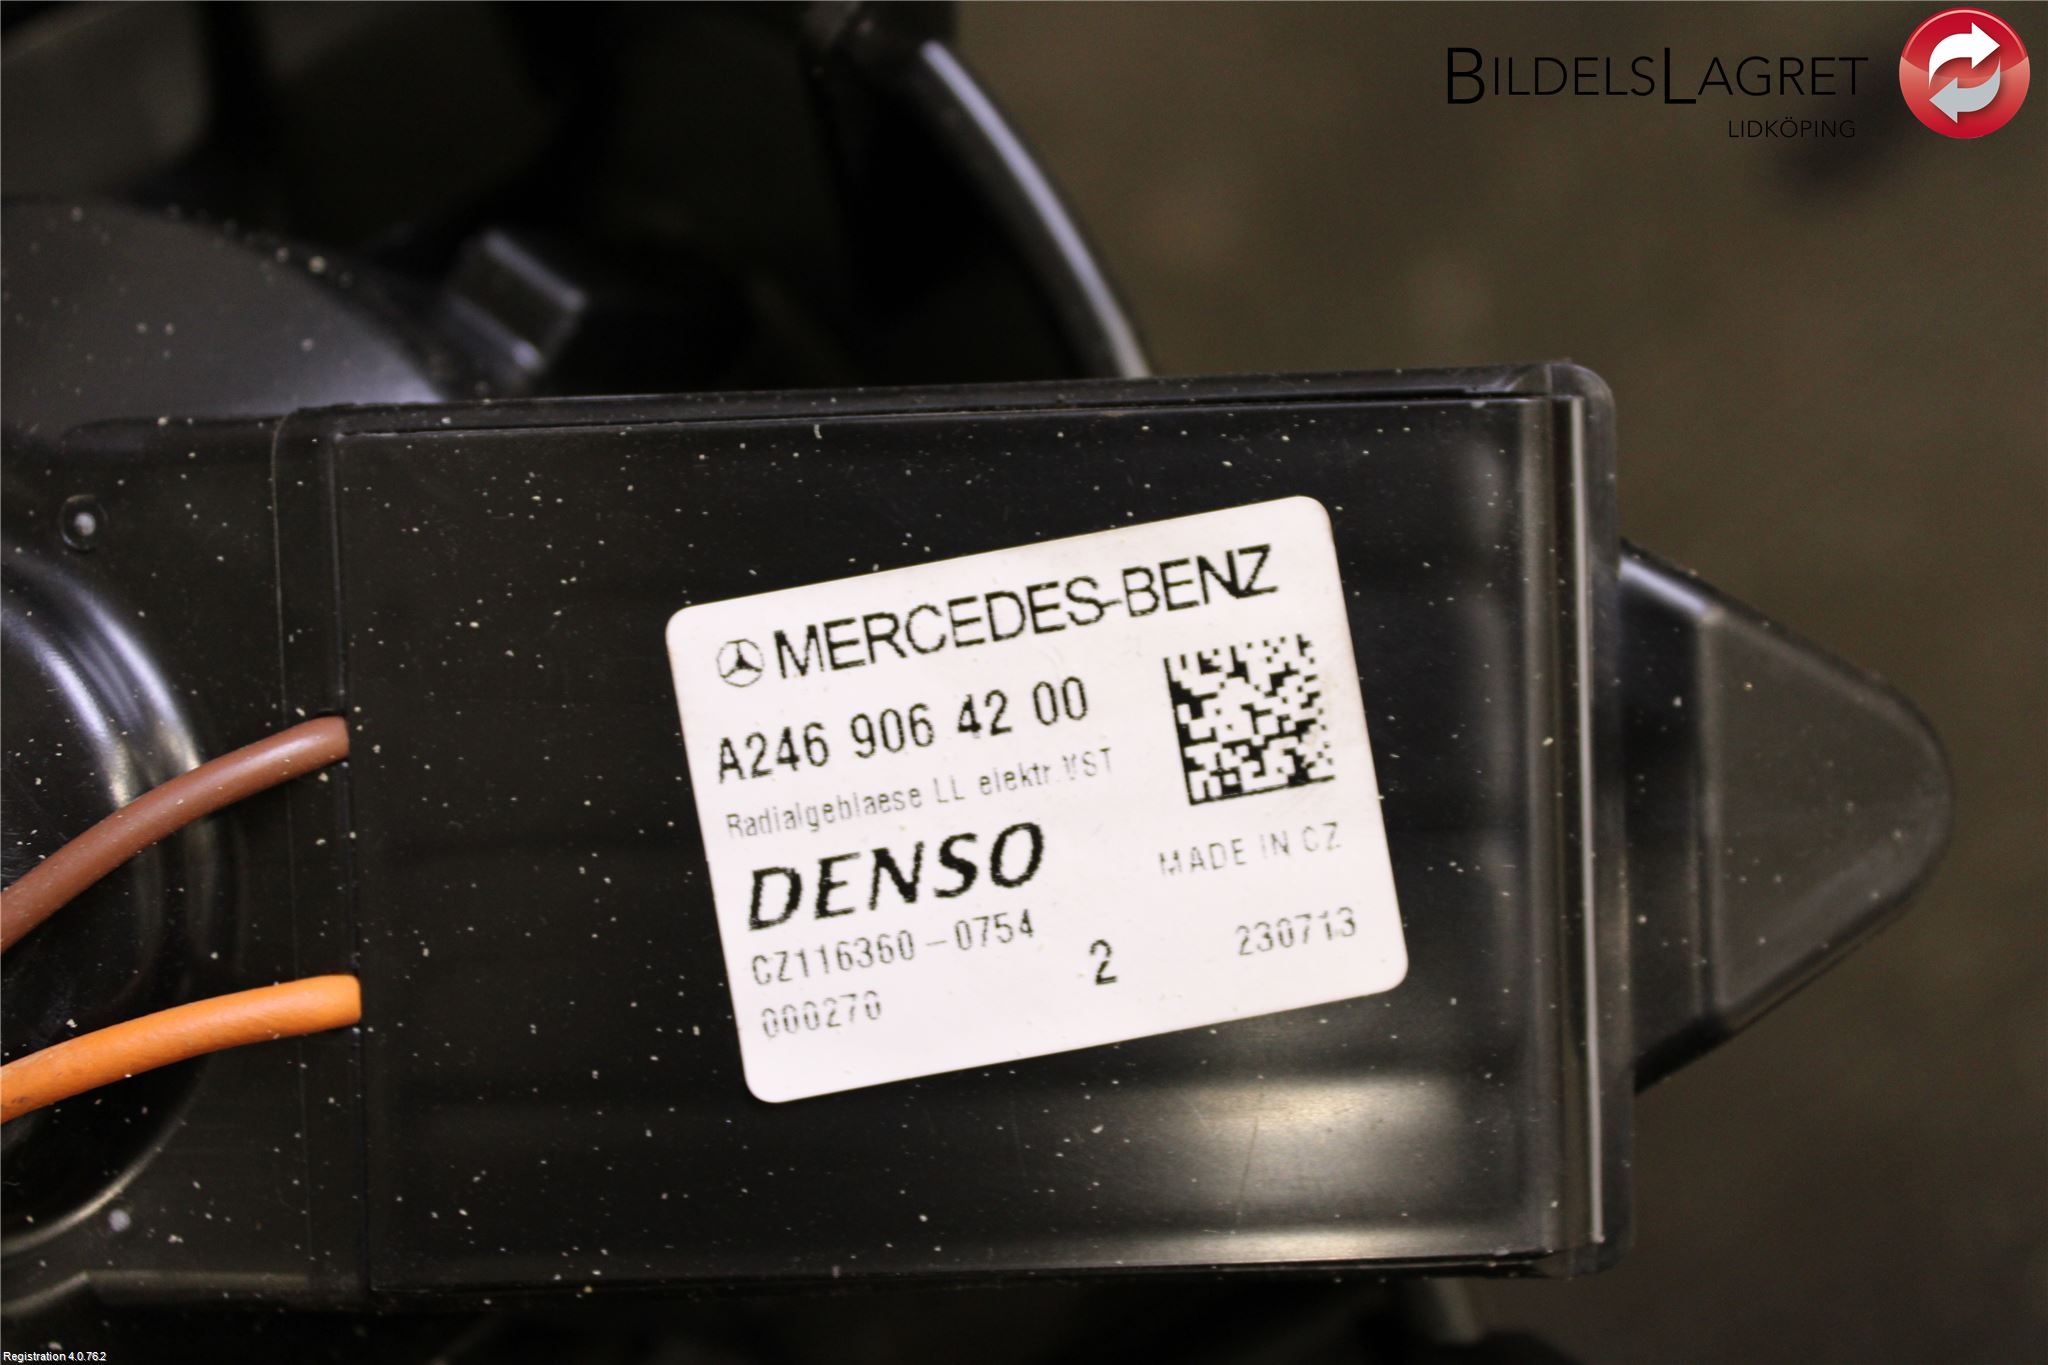 BILDELSLAGRET
LIDKÖPING
MERCEDES-BENZ
A246 906 42 00
Radialgeblaese LL elektr.VST
DENSO
MADE IN CZ
CZ116360-0754
2
230713
000270
Registration 4.0.76.2